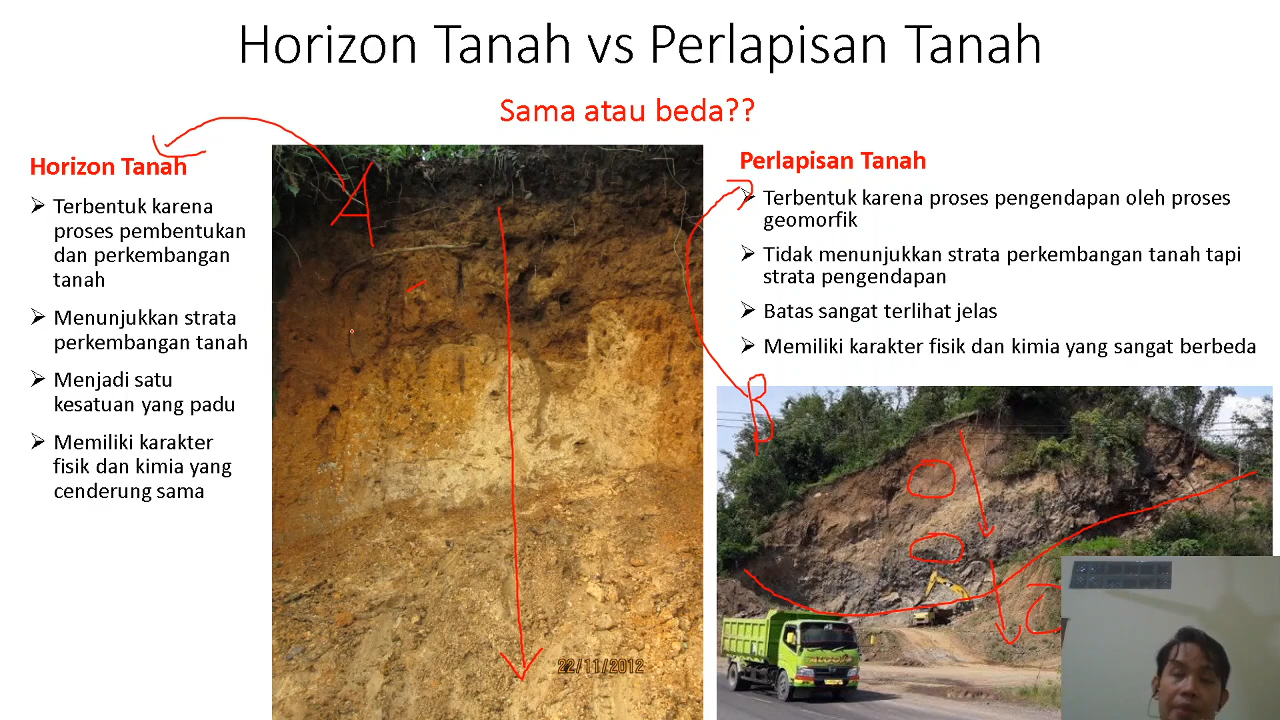 Horizon Tanah vs Perlapisan Tanah
Sama atau beda??
Horizon Tanah
Terbentuk karena
proses pembentukan
dan perkembangan
tanah
Menunjukkan strata
perkembangan tanah
Menjadi satu
kesatuan yang padu
Memiliki karakter
fisik dan kimia yang
cenderung sama
A
22/11/2012
Perlapisan Tanah
Terbentuk karena proses pengendapan oleh proses
geomorfik
Tidak menunjukkan strata perkembangan tanah tapi
strata pengendapan
Batas sangat terlihat jelas
Memiliki karakter fisik dan kimia yang sangat berbeda
B